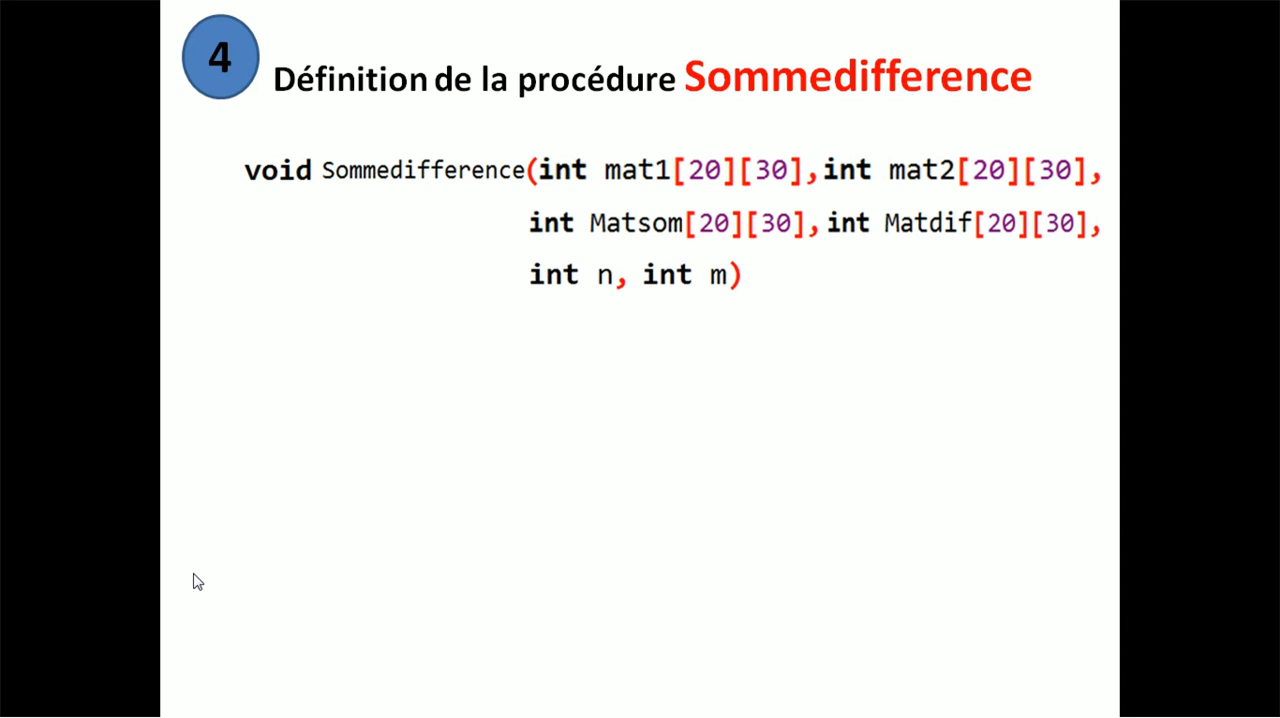 4
Définition de la procédure Sommedifference
void Sommedifference(int mat1[20][30],int mat2[20][30],
int Matsom[20][30],int Matdif[20][30],
int n, int m)